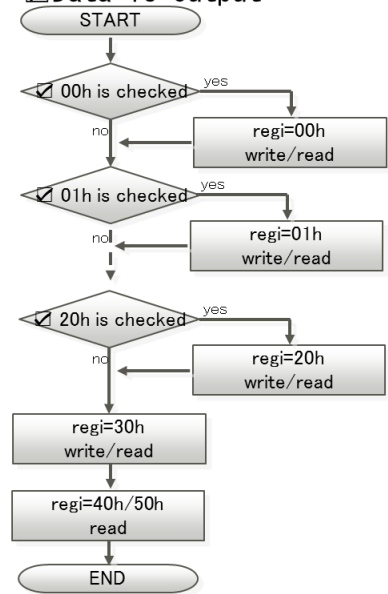 START
☑ 00h is checked
yes
no
regi=00h
write/read
☑ 01h is checked
yes
no
regi=01h
write/read
☑ 20h is checked
yes
no
regi=20h
write/read
regi=30h
write/read
regi=40h/50h
read
END